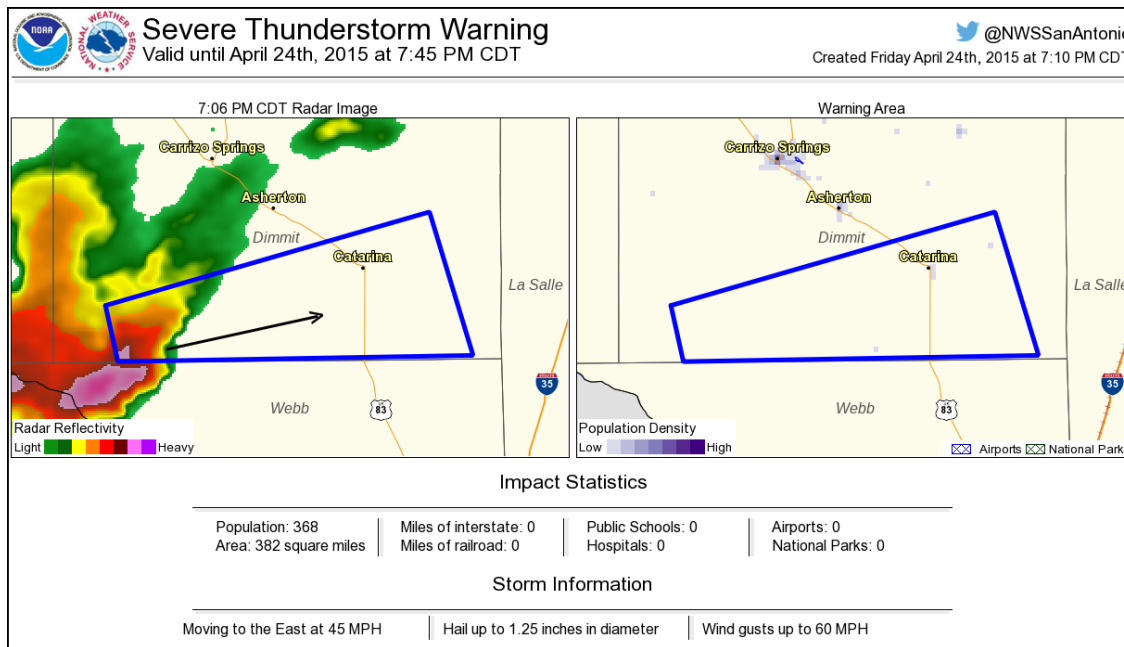 NOAA
NATIONAL WEATHER SERVICE
Severe Thunderstorm Warning
Valid until April 24th, 2015 at 7:45 PM CDT
@NWSSanAntonio
Created Friday April 24th, 2015 at 7:10 PM CDT
7:06 PM CDT Radar Image
Carrizo Springs
Asherton
Dimmit
Catarina
La Salle
Webb
83
35
Radar Reflectivity
Light Heavy
Warning Area
Carrizo Springs
Asherton
Dimmit
Catarina
La Salle
Webb
83
35
Population Density
Low High
Airports National Park
Impact Statistics
Population: 368
Area: 382 square miles
Miles of interstate: 0
Miles of railroad: 0
Public Schools: 0
Hospitals: 0
Airports: 0
National Parks: 0
Storm Information
Moving to the East at 45 MPH
Hail up to 1.25 inches in diameter
Wind gusts up to 60 MPH